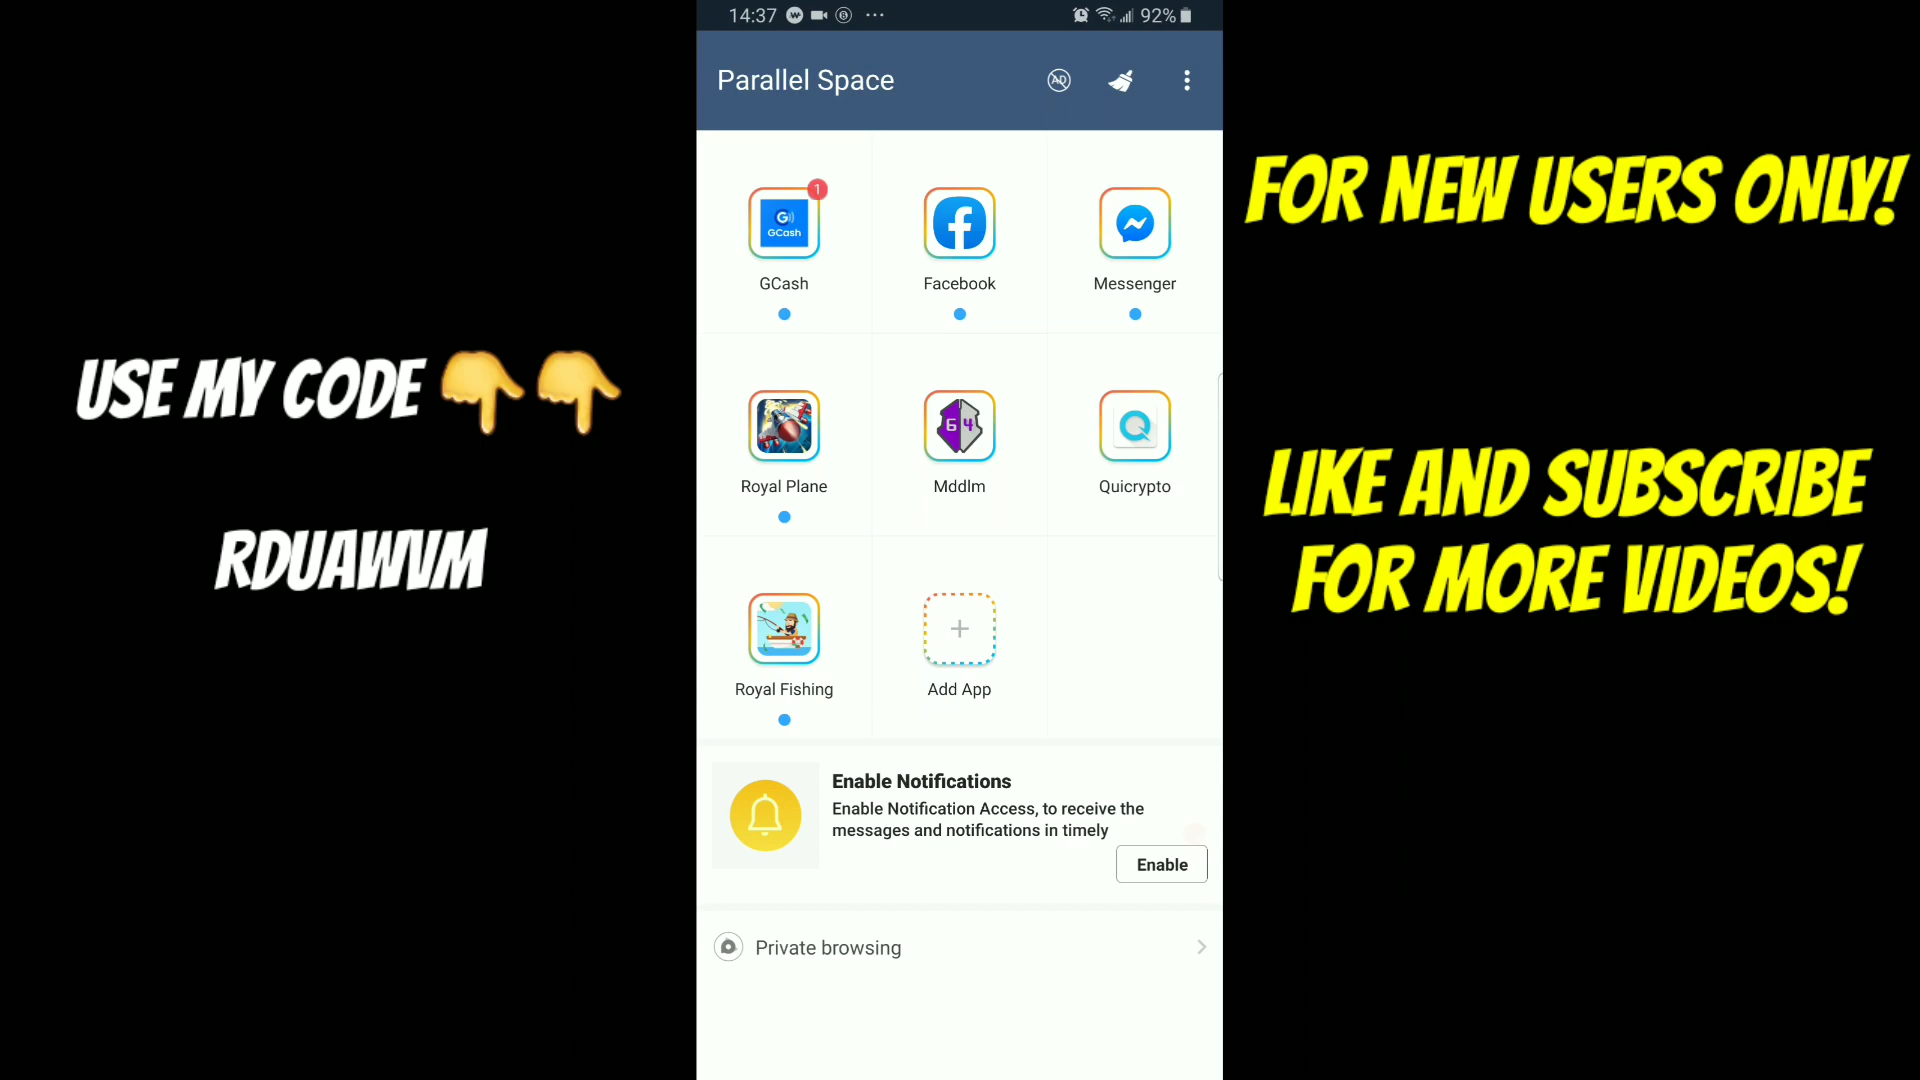 14:37
92%
Parallel Space
AD
1
G
GCash
GCash
Facebook
Messenger
Royal Plane
64
Mddlm
Quicrypto
Royal Fishing
Add App
Enable Notifications
Enable Notification Access, to receive the
messages and notifications in timely
Enable
Private browsing
USE MY CODE 👇👇
RDUAWVM
FOR NEW USERS ONLY!
LIKE AND SUBSCRIBE
FOR MORE VIDEOS!